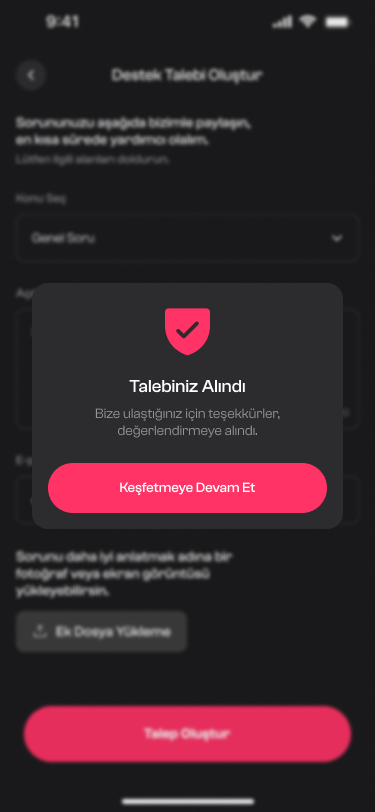 9:41
Destek Talebi Oluştur
Sorununuzu aşağıda bizimle paylaşın,
en kısa sürede yardımcı olalım.
Lütfen ilgili alanları doldurun.
Konu Seç
Genel Soru
Talebiniz Alındı
Bize ulaştığınız için teşekkürler,
değerlendirmeye alındı.
Keşfetmeye Devam Et
Sorunu daha iyi anlatmak adına bir
fotoğraf veya ekran görüntüsü
yükleyebilirsin.
Ek Dosya Yükleme
Talep Oluştur